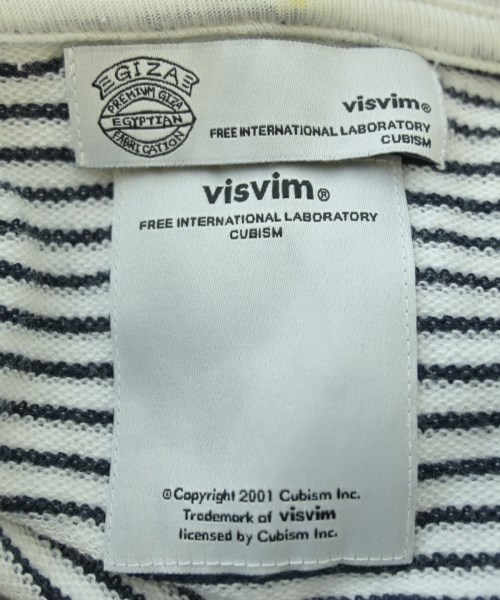 GIZA
PREMIUM GIZA
EGYPTIAN
FABRICATION
visvim®
FREE INTERNATIONAL LABORATORY
CUBISM
visvim®
FREE INTERNATIONAL LABORATORY
CUBISM
©Copyright 2001 Cubism Inc.
Trademark of visvim
licensed by Cubism Inc.